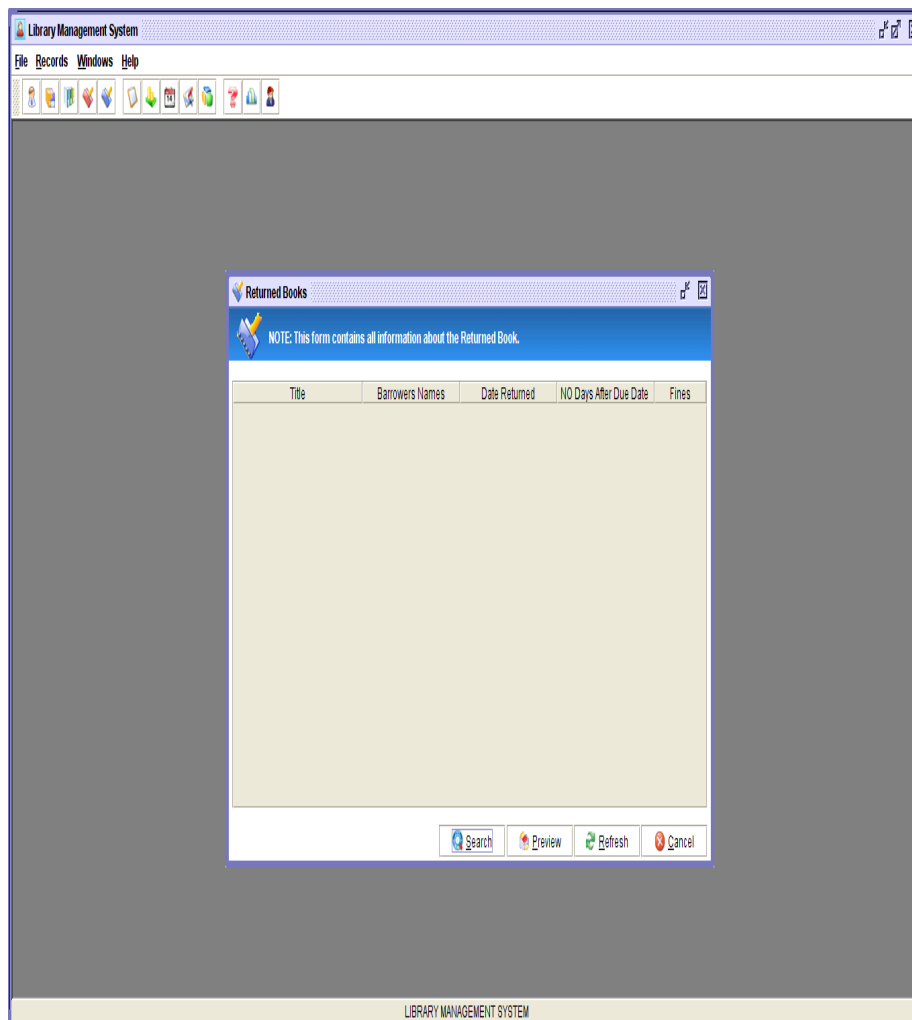 Library Management System
File Records Windows Help
14
Returned Books
NOTE: This form contains all information about the Returned Book.
Title Barrowers Names Date Returned NO Days After Due Date Fines
Search Preview Refresh Cancel
LIBRARY MANAGEMENT SYSTEM